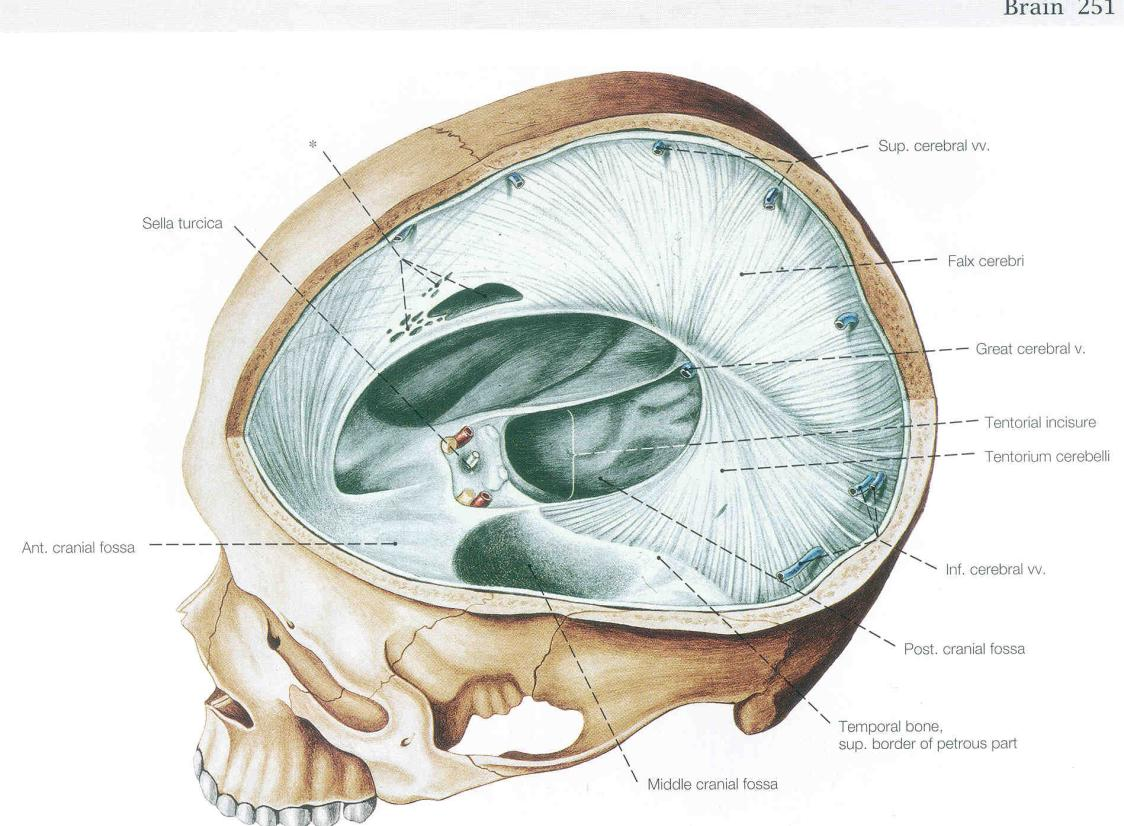 Brain 251
*
Sup. cerebral vv.
Sella turcica
Falx cerebri
Great cerebral v.
Tentorial incisure
Tentorium cerebelli
Ant. cranial fossa
Inf. cerebral vv.
Post. cranial fossa
Temporal bone,
sup. border of petrous part
Middle cranial fossa